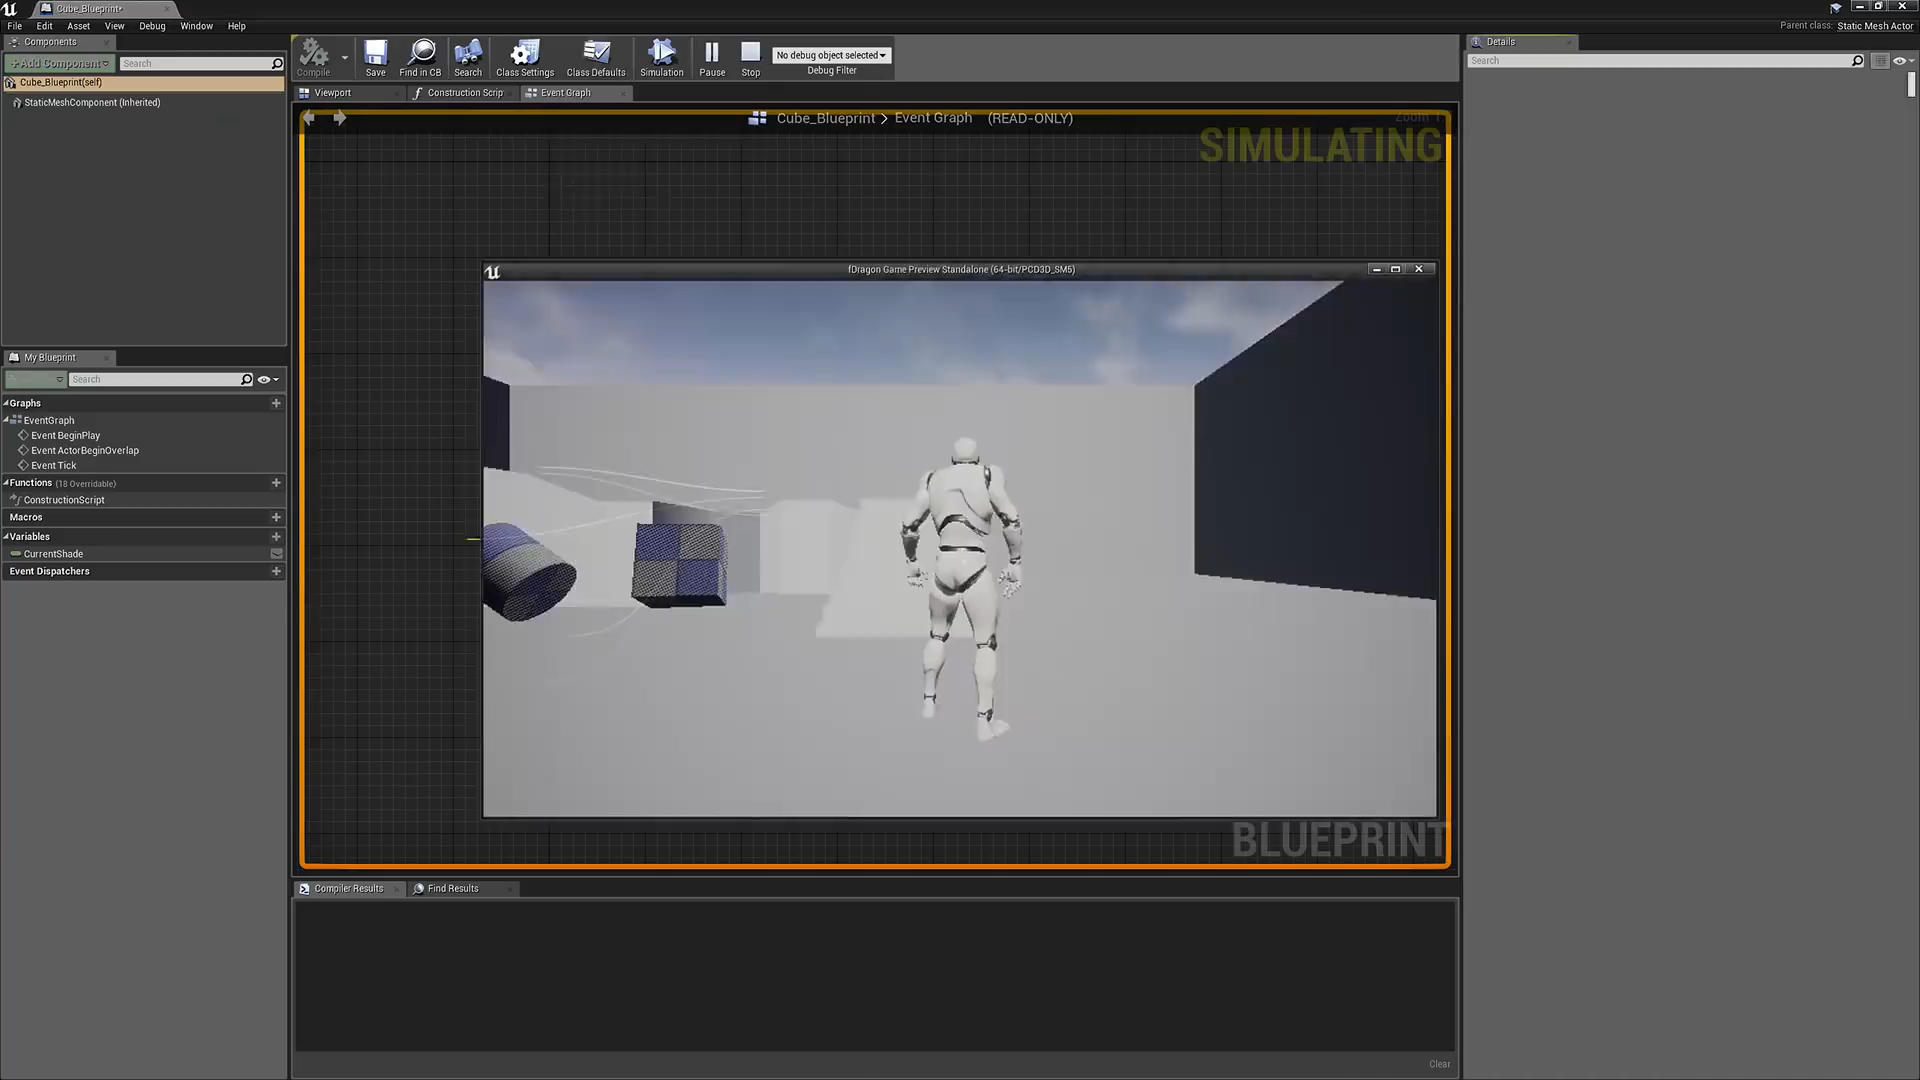 Cube_Blueprint*
File Edit Asset View Debug Window Help
Parent class: Static Mesh Actor
Components
+Add Component
Search
Cube_Blueprint(self)
StaticMeshComponent (Inherited)
Compile
Save
Find in CB
Search
Class Settings
Class Defaults
Simulation
Pause
Stop
No debug object selected
Debug Filter
Viewport
Construction Scrip
Event Graph
Cube_Blueprint > Event Graph (READ-ONLY)
SIMULATING
fDragon Game Preview Standalone (64-bit/PCD3D_SM5)
BLUEPRINT
My Blueprint
Search
Graphs
EventGraph
Event BeginPlay
Event ActorBeginOverlap
Event Tick
Functions (18 Overridable)
ConstructionScript
Macros
Variables
CurrentShade
Event Dispatchers
Compiler Results
Find Results
Clear
Details
Search